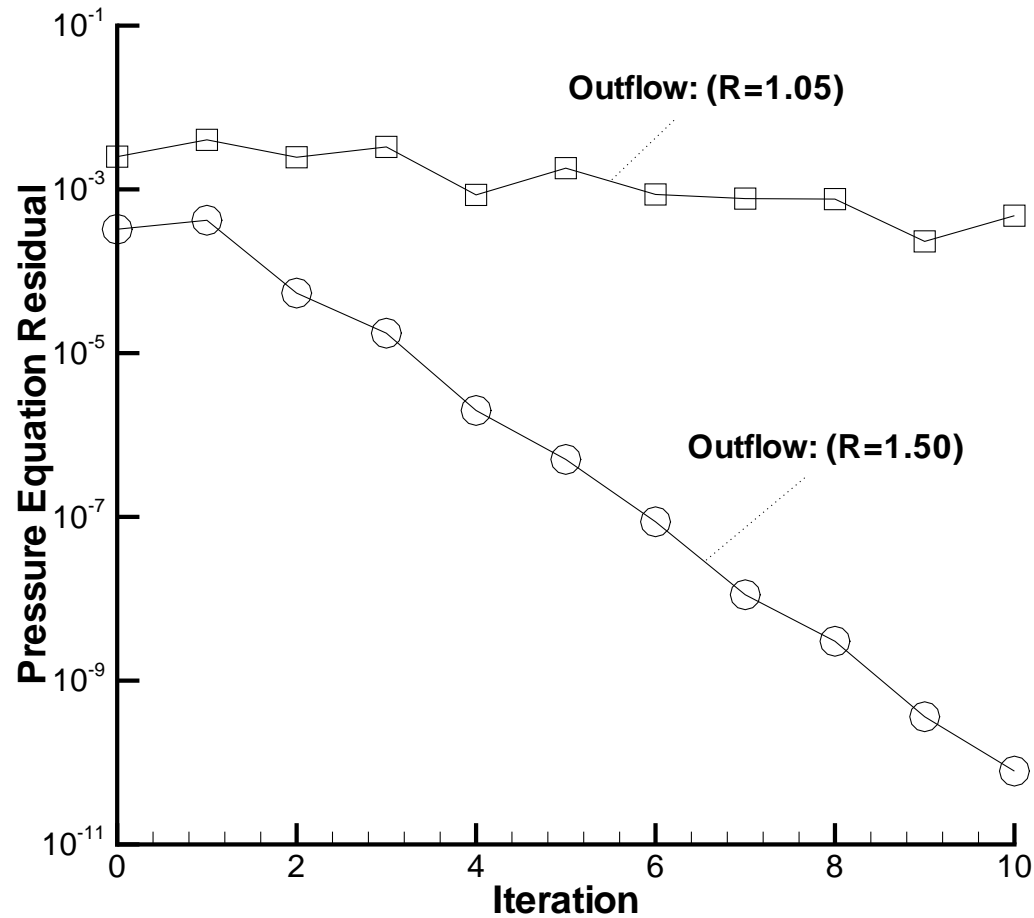 10^-1
Outflow: (R=1.05)
10^-3
Pressure Equation Residual
10^-5
Outflow: (R=1.50)
10^-7
10^-9
10^-11
0 2 4 6 8 10
Iteration